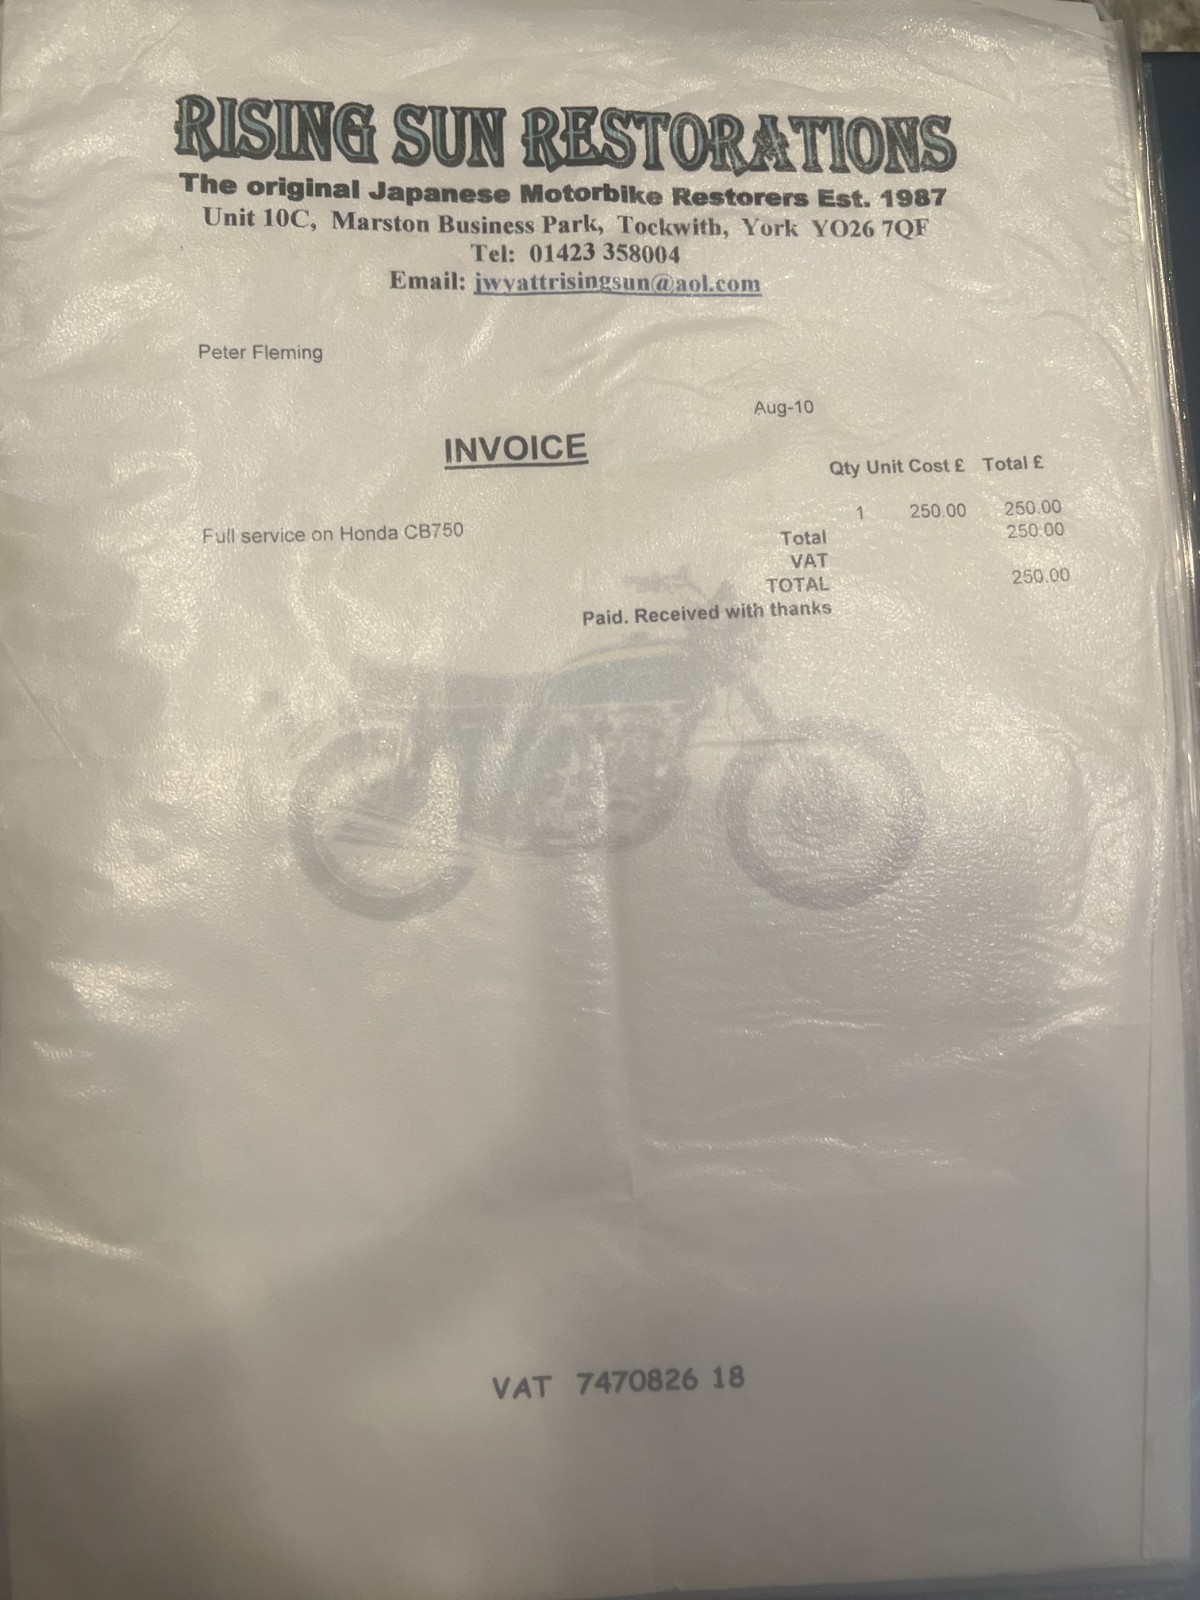 RISING SUN RESTORATIONS
The original Japanese Motorbike Restorers Est. 1987
Unit 10C, Marston Business Park, Tockwith, York YO26 7QF
Tel: 01423 358004
Email: jwyattrisingsun@aol.com
Peter Fleming
Aug-10
INVOICE
Qty Unit Cost £ Total £
Full service on Honda CB750 1 250.00 250.00
Total 250.00
VAT
TOTAL 250.00
Paid. Received with thanks
VAT 7470826 18